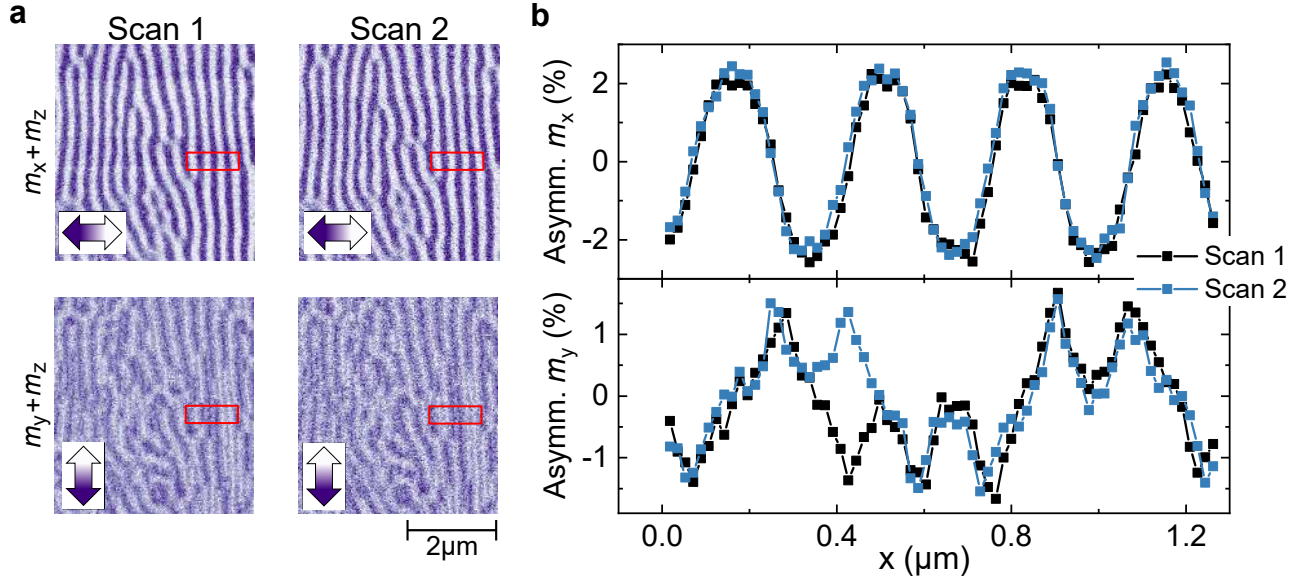 a
Scan 1
Scan 2
mx+mz
my+mz
2μm
b
Asymm. mx (%)
2
0
-2
Asymm. my (%)
1
0
-1
Scan 1
Scan 2
0.0
0.4
0.8
1.2
x (μm)